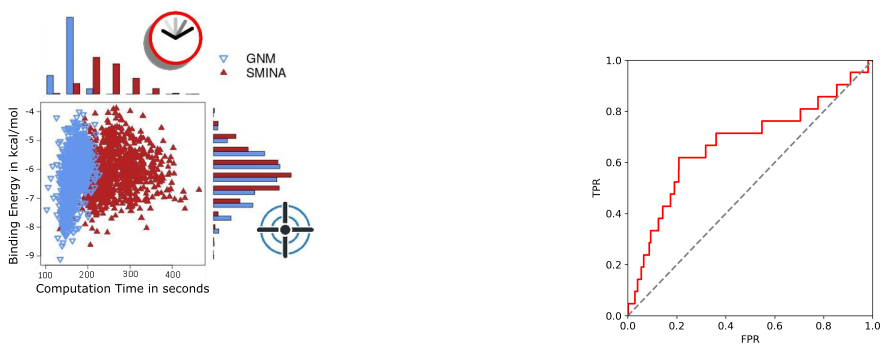 GNM
SMINA
Binding Energy in kcal/mol
-4
-5
-6
-7
-8
-9
100 200 300 400
Computation Time in seconds
TPR
1.0
0.8
0.6
0.4
0.2
0.0
0.0 0.2 0.4 0.6 0.8 1.0
FPR